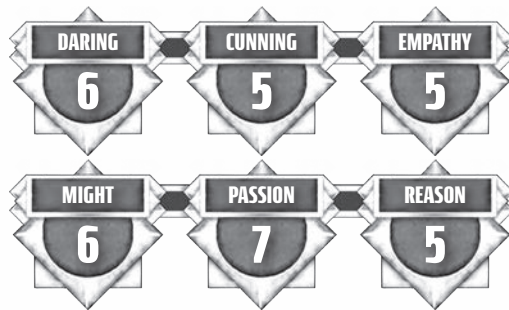 DARING CUNNING EMPATHY
6 5 5
MIGHT PASSION REASON
6 7 5